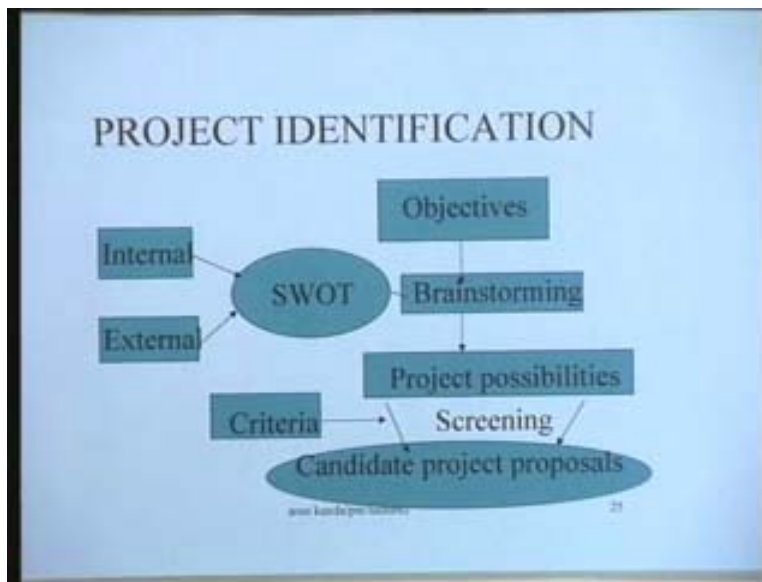 PROJECT IDENTIFICATION
Objectives
Internal
SWOT
Brainstorming
External
Project possibilities
Criteria
Screening
Candidate project proposals
25